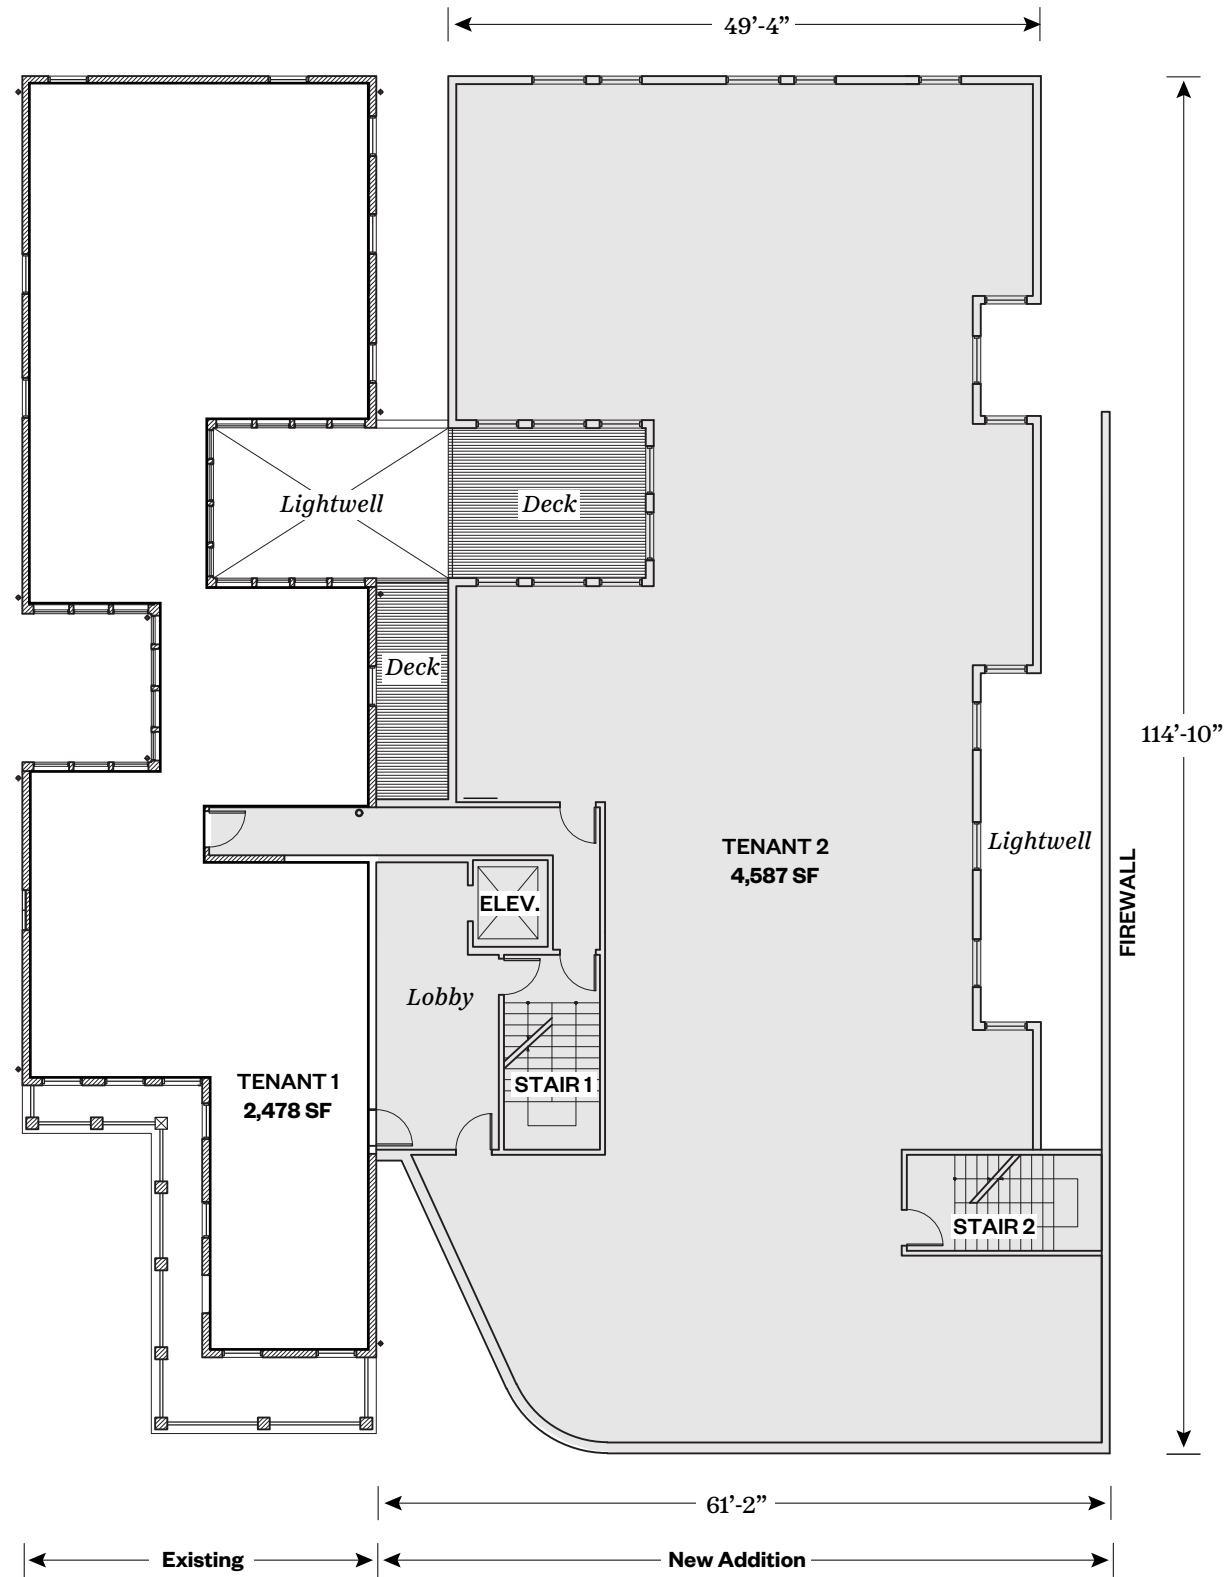 49’-4”
Lightwell
Deck
Deck
114’-10”
TENANT 2
4,587 SF
Lightwell
FIREWALL
ELEV.
Lobby
TENANT 1
2,478 SF
STAIR 1
STAIR 2
61’-2”
Existing
New Addition